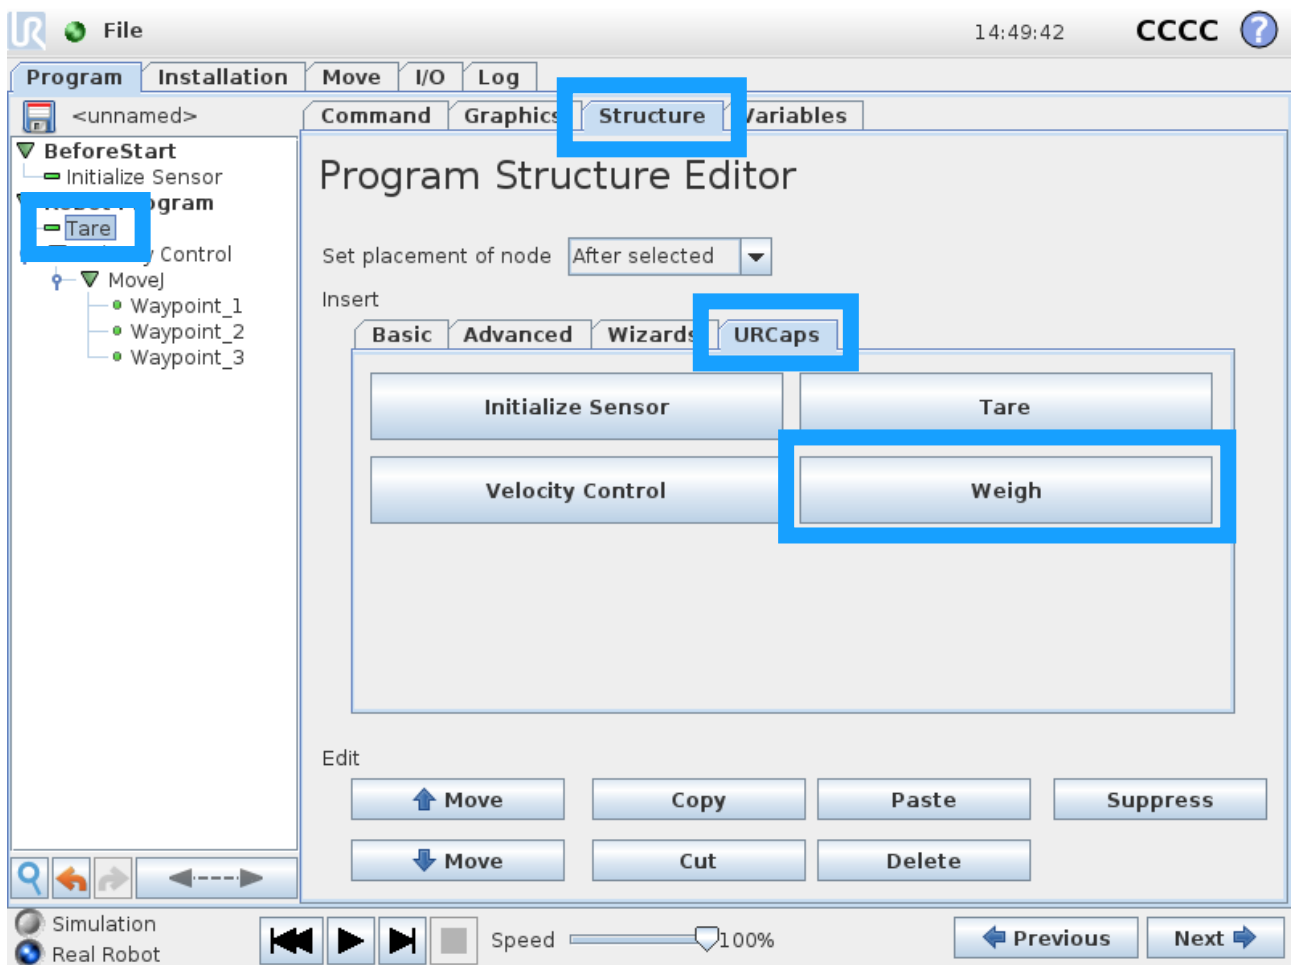 UR File 14:49:42 CCCC ?
Program Installation Move I/O Log
<unnamed> Command Graphics Structure Variables
BeforeStart
Initialize Sensor
Program Structure Editor
Tare
Control
Set placement of node After selected
MoveJ
Insert
Waypoint_1
Waypoint_2
Waypoint_3
Basic Advanced Wizards URCaps
Initialize Sensor Tare
Velocity Control Weigh
Edit
Move Copy Paste Suppress
Move Cut Delete
Simulation
Real Robot
Speed 100%
Previous Next